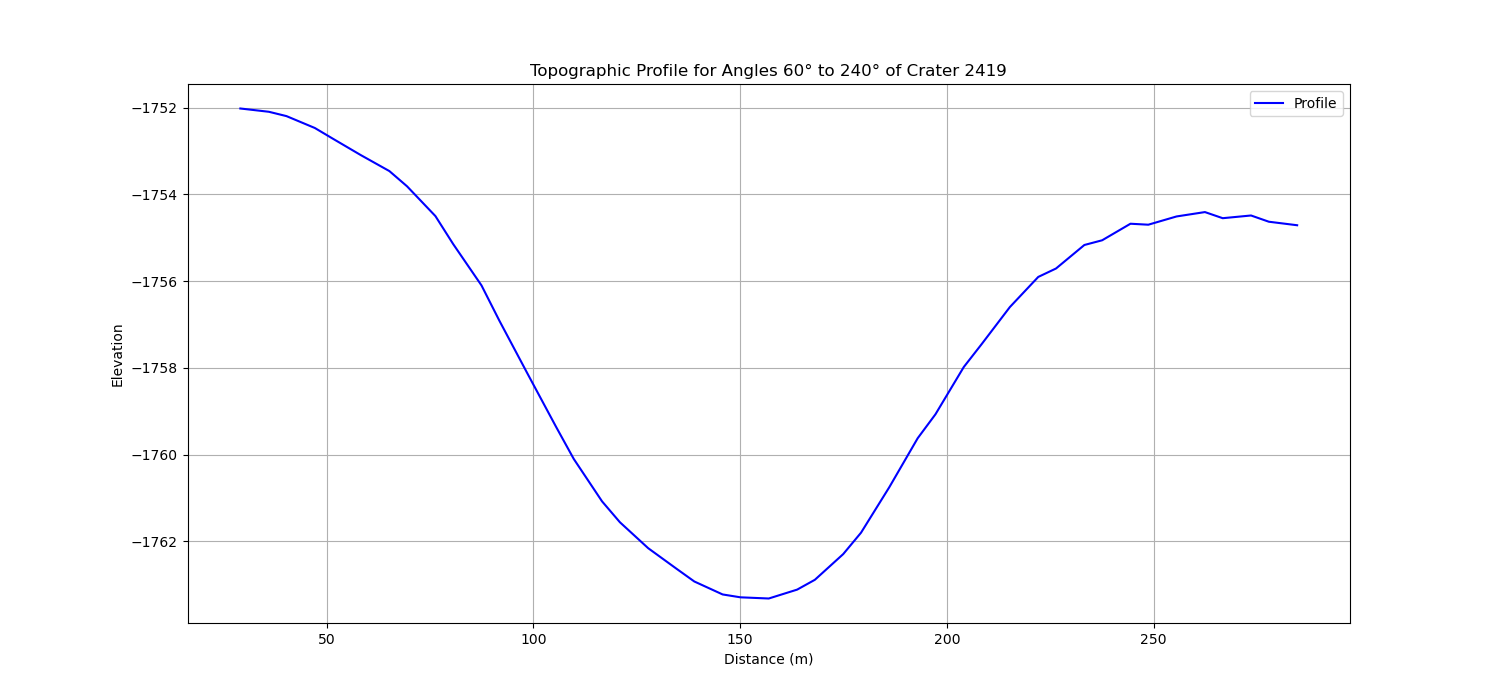 Topographic Profile for Angles 60° to 240° of Crater 2419
Profile
−1752
−1754
−1756
−1758
−1760
−1762
Elevation
50 100 150 200 250
Distance (m)